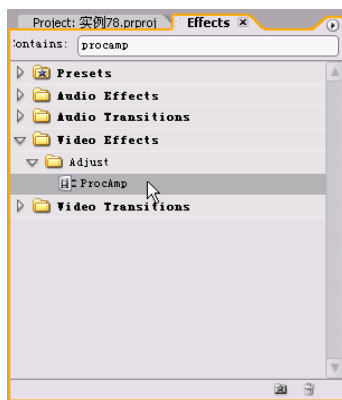 Project: 实例78.prproj Effects
Contains: procamp
Presets
Audio Effects
Audio Transitions
Video Effects
Adjust
ProcAmp
Video Transitions